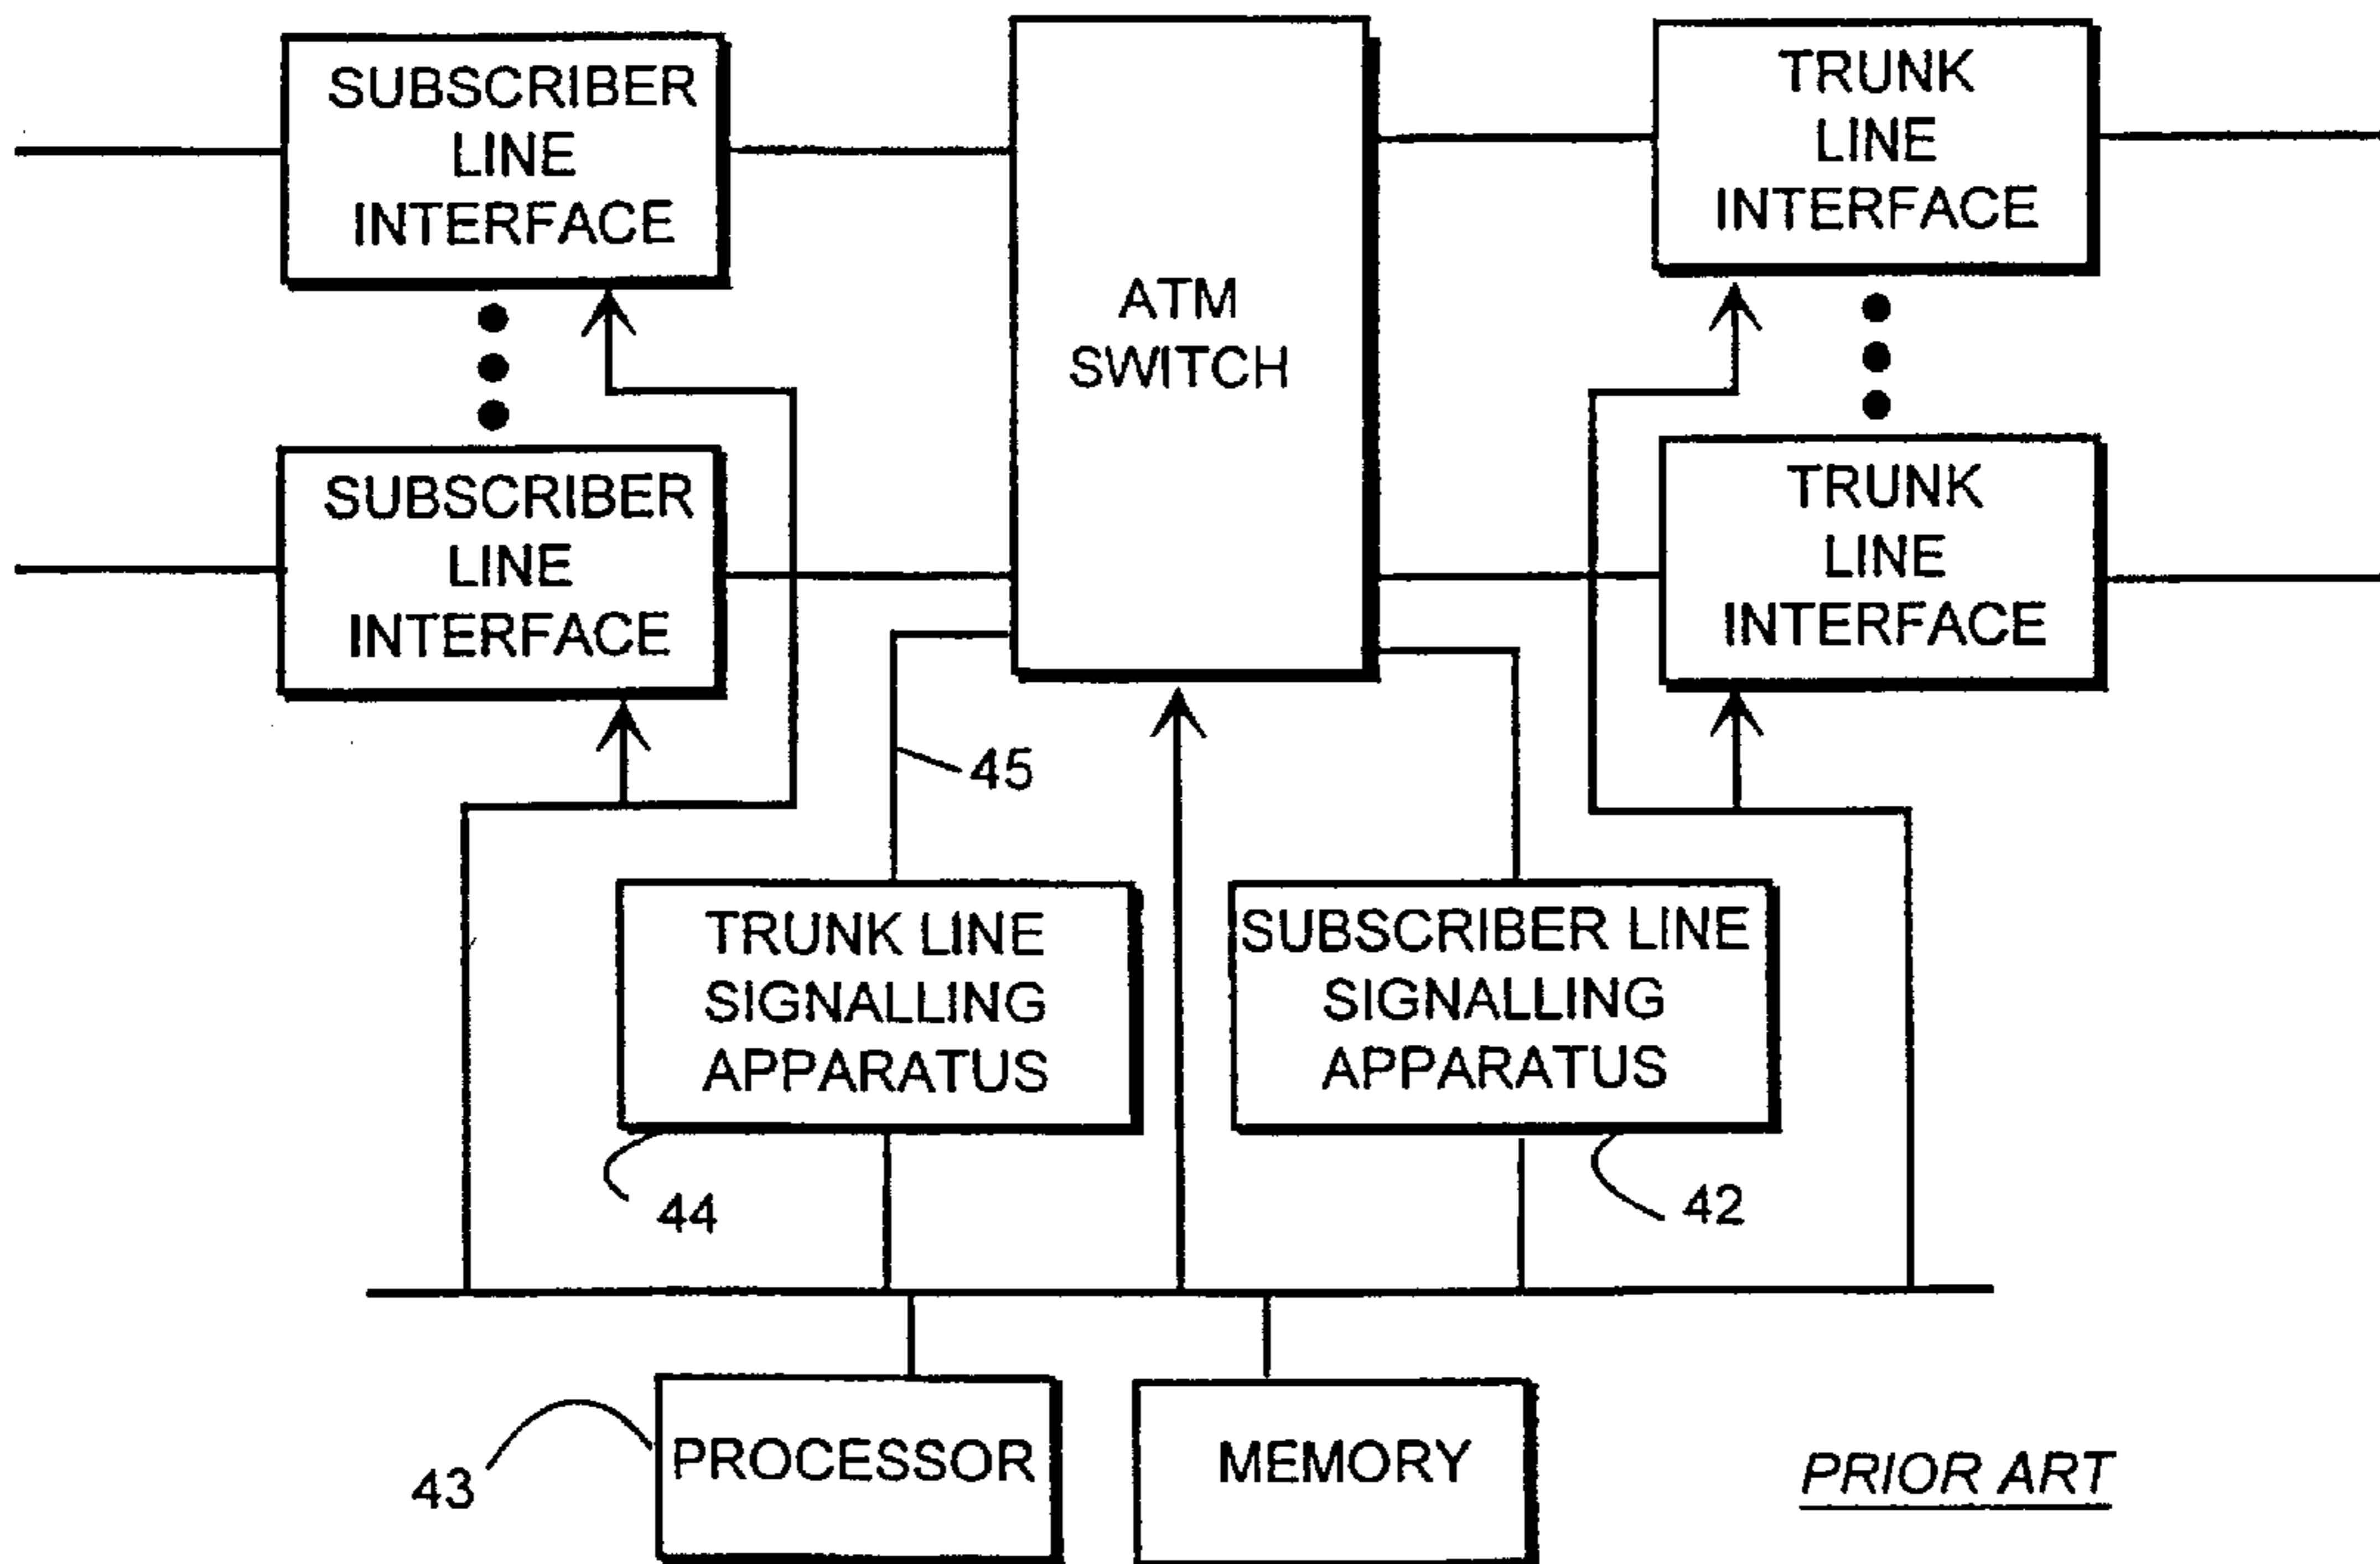 SUBSCRIBER
LINE
INTERFACE
ATM
SWITCH
TRUNK
LINE
INTERFACE
SUBSCRIBER
LINE
INTERFACE
TRUNK
LINE
INTERFACE
45
TRUNK LINE
SIGNALLING
APPARATUS
SUBSCRIBER LINE
SIGNALLING
APPARATUS
44
42
PROCESSOR
43
MEMORY
PRIOR ART